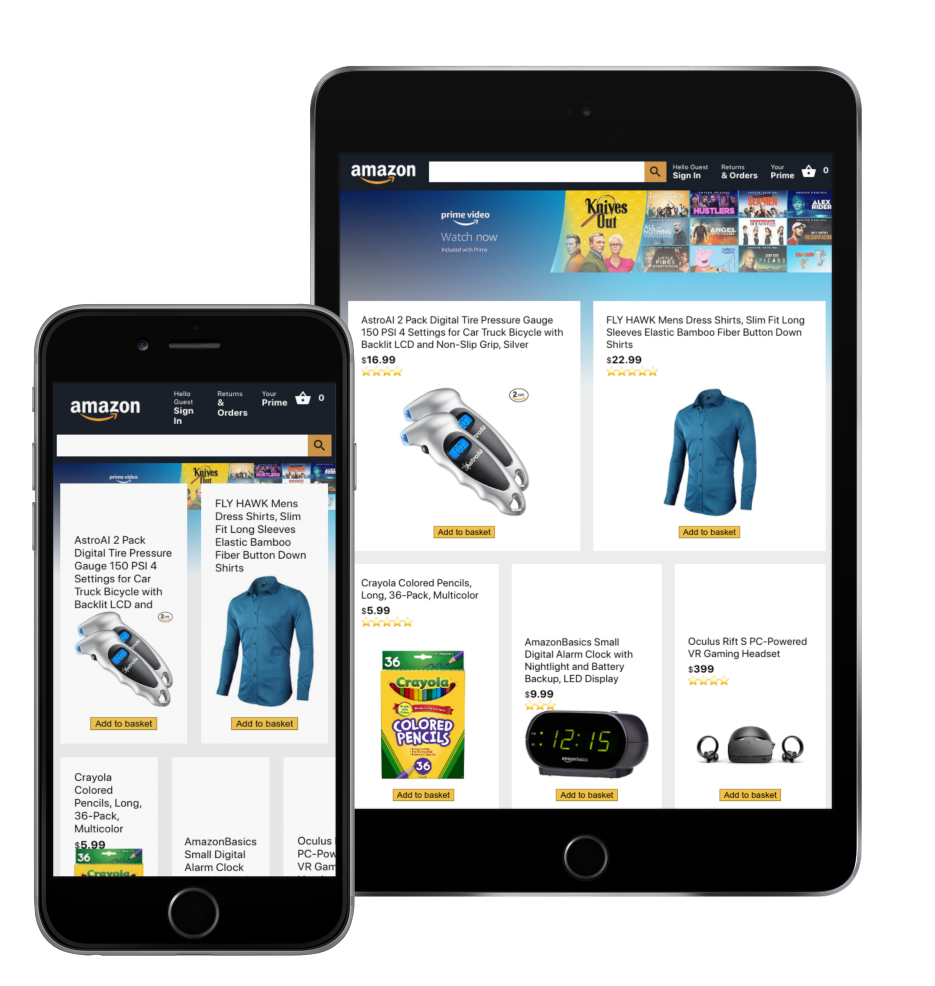 amazon
Hello Guest
Sign In
Returns
& Orders
Your
Prime
0
prime video
Watch now
Included with Prime
Knives
Out
HUSTLERS
ALEX
RIDER
ALL OR
NOTHING
ANGEL
LITTLE
FIRES
PICARD
AstroAI 2 Pack Digital Tire Pressure Gauge
150 PSI 4 Settings for Car Truck Bicycle with
Backlit LCD and Non-Slip Grip, Silver
$16.99
2
AstroAI
Add to basket
FLY HAWK Mens Dress Shirts, Slim Fit Long
Sleeves Elastic Bamboo Fiber Button Down
Shirts
$22.99
Add to basket
Crayola Colored Pencils,
Long, 36-Pack, Multicolor
$5.99
36
Crayola
COLORED
PENCILS
36
Add to basket
AmazonBasics Small
Digital Alarm Clock with
Nightlight and Battery
Backup, LED Display
$9.99
12:15
amazonbasics
Add to basket
Oculus Rift S PC-Powered
VR Gaming Headset
$399
Add to basket
amazon
Hello
Guest
Sign
In
Returns
&
Orders
Your
Prime
0
prime video
Knives
Out
HUSTLERS
AstroAI 2 Pack
Digital Tire Pressure
Gauge 150 PSI 4
Settings for Car
Truck Bicycle with
Backlit LCD and
2
Add to basket
FLY HAWK Mens
Dress Shirts, Slim
Fit Long Sleeves
Elastic Bamboo
Fiber Button Down
Shirts
Add to basket
Crayola
Colored
Pencils, Long,
36-Pack,
Multicolor
$5.99
36
Crayola
AmazonBasics
Small Digital
Alarm Clock
Oculus
PC-Pow
VR Gam